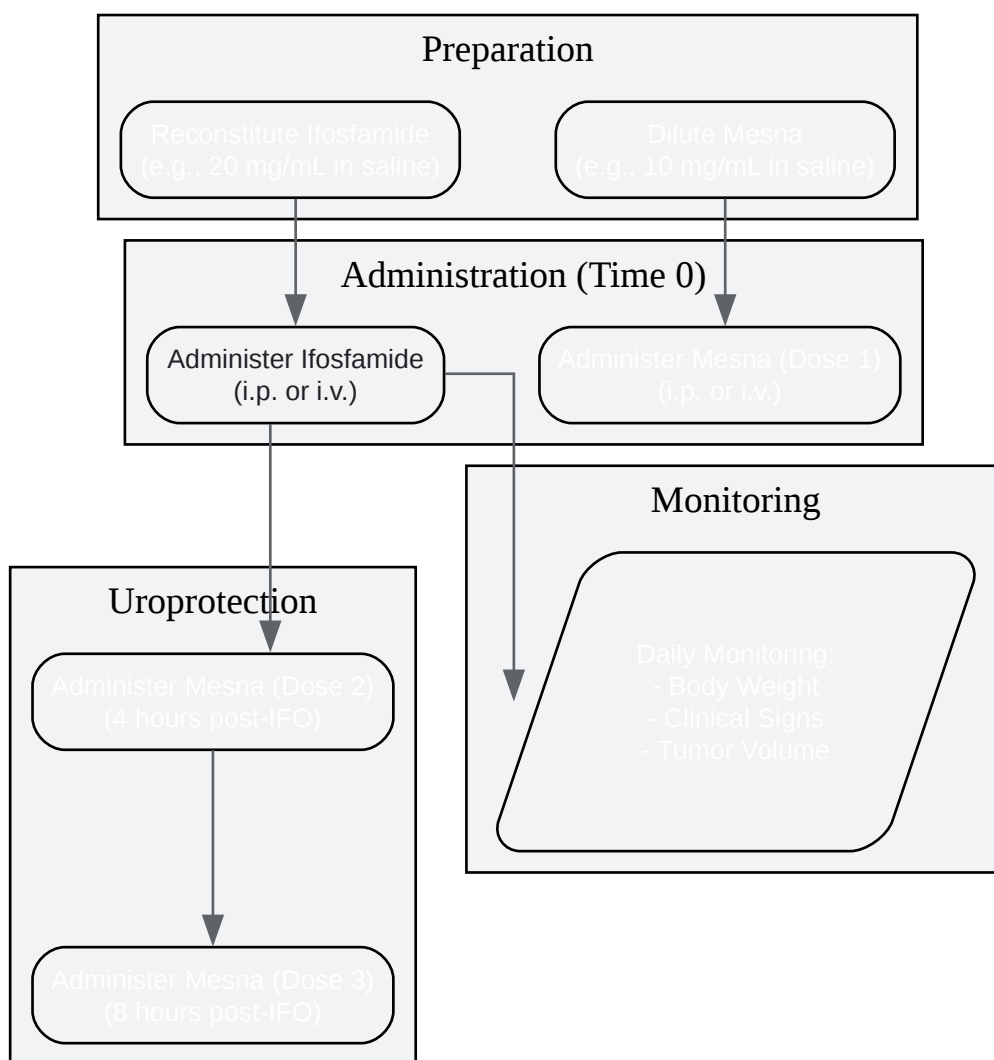 Preparation
Reconstitute Ifosfamide
(e.g., 20 mg/mL in saline)
Dilute Mesna
(e.g., 10 mg/mL in saline)
Administration (Time 0)
Administer Ifosfamide
(i.p. or i.v.)
Administer Mesna (Dose 1)
(i.p. or i.v.)
Monitoring
Daily Monitoring:
- Body Weight
- Clinical Signs
- Tumor Volume
Uroprotection
Administer Mesna (Dose 2)
(4 hours post-IFO)
Administer Mesna (Dose 3)
(8 hours post-IFO)